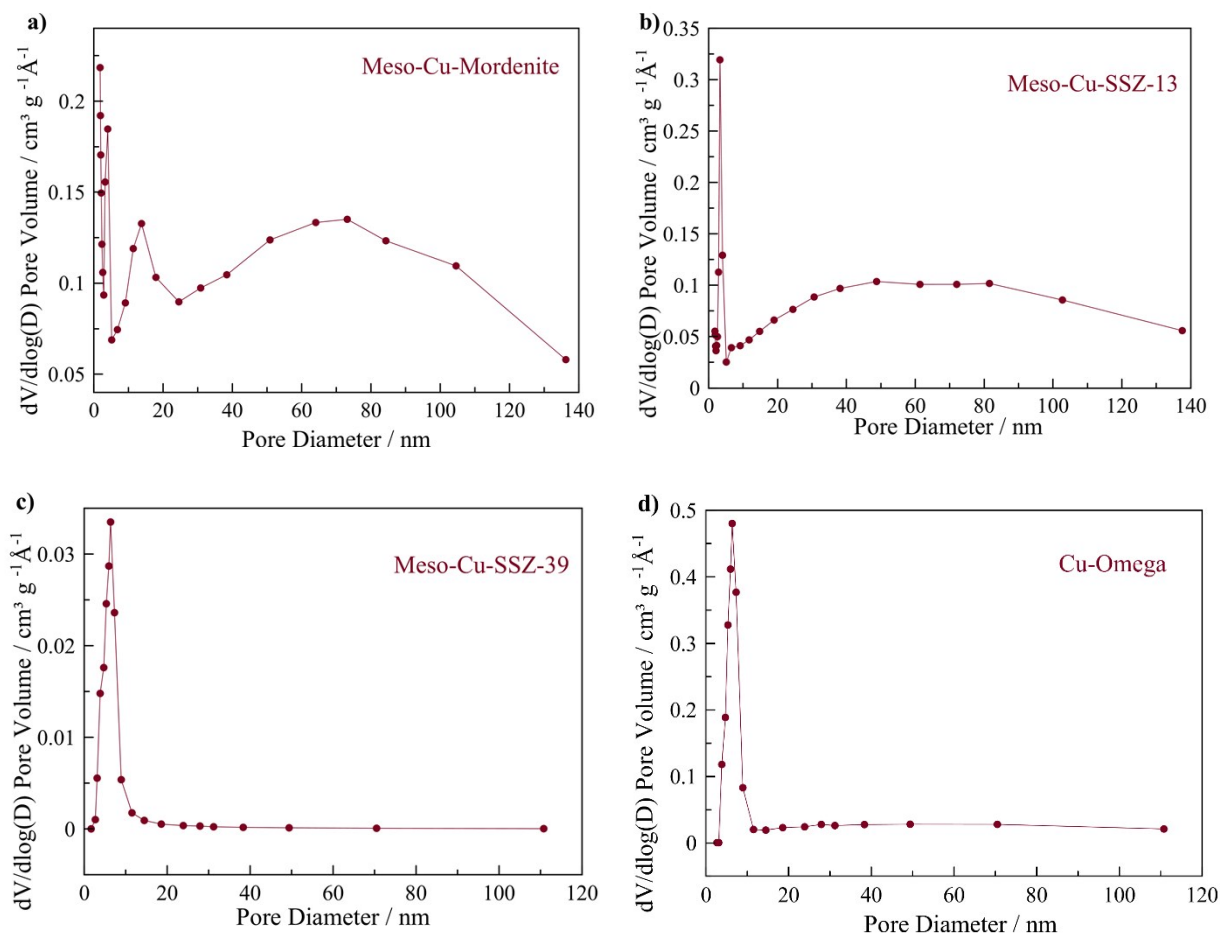 a)
Meso-Cu-Mordenite
dV/dlog(D) Pore Volume / cm³ g ⁻¹Å⁻¹
0.2
0.15
0.1
0.05
0 20 40 60 80 100 120 140
Pore Diameter / nm
b)
Meso-Cu-SSZ-13
dV/dlog(D) Pore Volume / cm³ g ⁻¹Å⁻¹
0.35
0.3
0.25
0.2
0.15
0.1
0.05
0
0 20 40 60 80 100 120 140
Pore Diameter / nm
c)
Meso-Cu-SSZ-39
dV/dlog(D) Pore Volume / cm³ g ⁻¹Å⁻¹
0.03
0.02
0.01
0
0 20 40 60 80 100 120
Pore Diameter / nm
d)
Cu-Omega
dV/dlog(D) Pore Volume / cm³ g ⁻¹Å⁻¹
0.5
0.4
0.3
0.2
0.1
0
0 20 40 60 80 100 120
Pore Diameter / nm